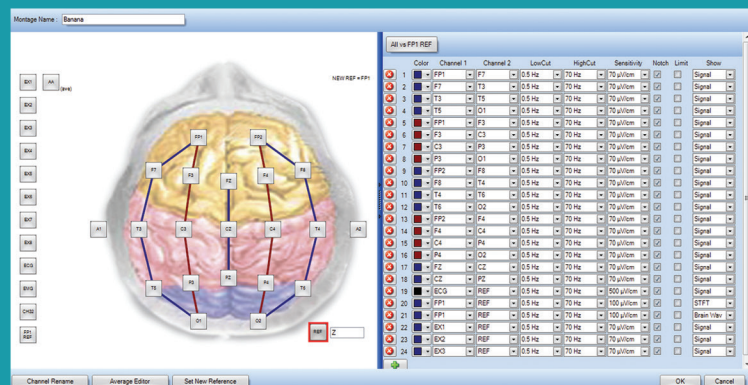 Montage Name : Banana
All vs FP1 REF
EX1 AA
(ave)
NEW REF = FP1
EX2
EX3
EX4
EX5
EX6
EX7
EX8
ECG
EMG
CH32
FP1
REF
FP1 FP2
F7 F3 FZ F4 F8
A1 T3 C3 CZ C4 T4 A2
T5 P3 PZ P4 T6
O1 O2
REF Z
Color Channel 1 Channel 2 LowCut HighCut Sensitivity Notch Limit Show
1 FP1 F7 0.5 Hz 70 Hz 70 µV/cm Signal
2 F7 T3 0.5 Hz 70 Hz 70 µV/cm Signal
3 T3 T5 0.5 Hz 70 Hz 70 µV/cm Signal
4 T5 O1 0.5 Hz 70 Hz 70 µV/cm Signal
5 FP1 F3 0.5 Hz 70 Hz 70 µV/cm Signal
6 F3 C3 0.5 Hz 70 Hz 70 µV/cm Signal
7 C3 P3 0.5 Hz 70 Hz 70 µV/cm Signal
8 P3 O1 0.5 Hz 70 Hz 70 µV/cm Signal
9 FP2 F8 0.5 Hz 70 Hz 70 µV/cm Signal
10 F8 T4 0.5 Hz 70 Hz 70 µV/cm Signal
11 T4 T6 0.5 Hz 70 Hz 70 µV/cm Signal
12 T6 O2 0.5 Hz 70 Hz 70 µV/cm Signal
13 FP2 F4 0.5 Hz 70 Hz 70 µV/cm Signal
14 F4 C4 0.5 Hz 70 Hz 70 µV/cm Signal
15 C4 P4 0.5 Hz 70 Hz 70 µV/cm Signal
16 P4 O2 0.5 Hz 70 Hz 70 µV/cm Signal
17 FZ CZ 0.5 Hz 70 Hz 70 µV/cm Signal
18 CZ PZ 0.5 Hz 70 Hz 70 µV/cm Signal
19 ECG REF 0.5 Hz 70 Hz 500 µV/cm Signal
20 FP1 REF 0.5 Hz 70 Hz 100 µV/cm STFT
21 FP1 REF 0.5 Hz 70 Hz 100 µV/cm Brain Wav
22 EX1 REF 0.5 Hz 70 Hz 70 µV/cm Signal
23 EX2 REF 0.5 Hz 70 Hz 70 µV/cm Signal
24 EX3 REF 0.5 Hz 70 Hz 70 µV/cm Signal
Channel Rename Average Editor Set New Reference OK Cancel